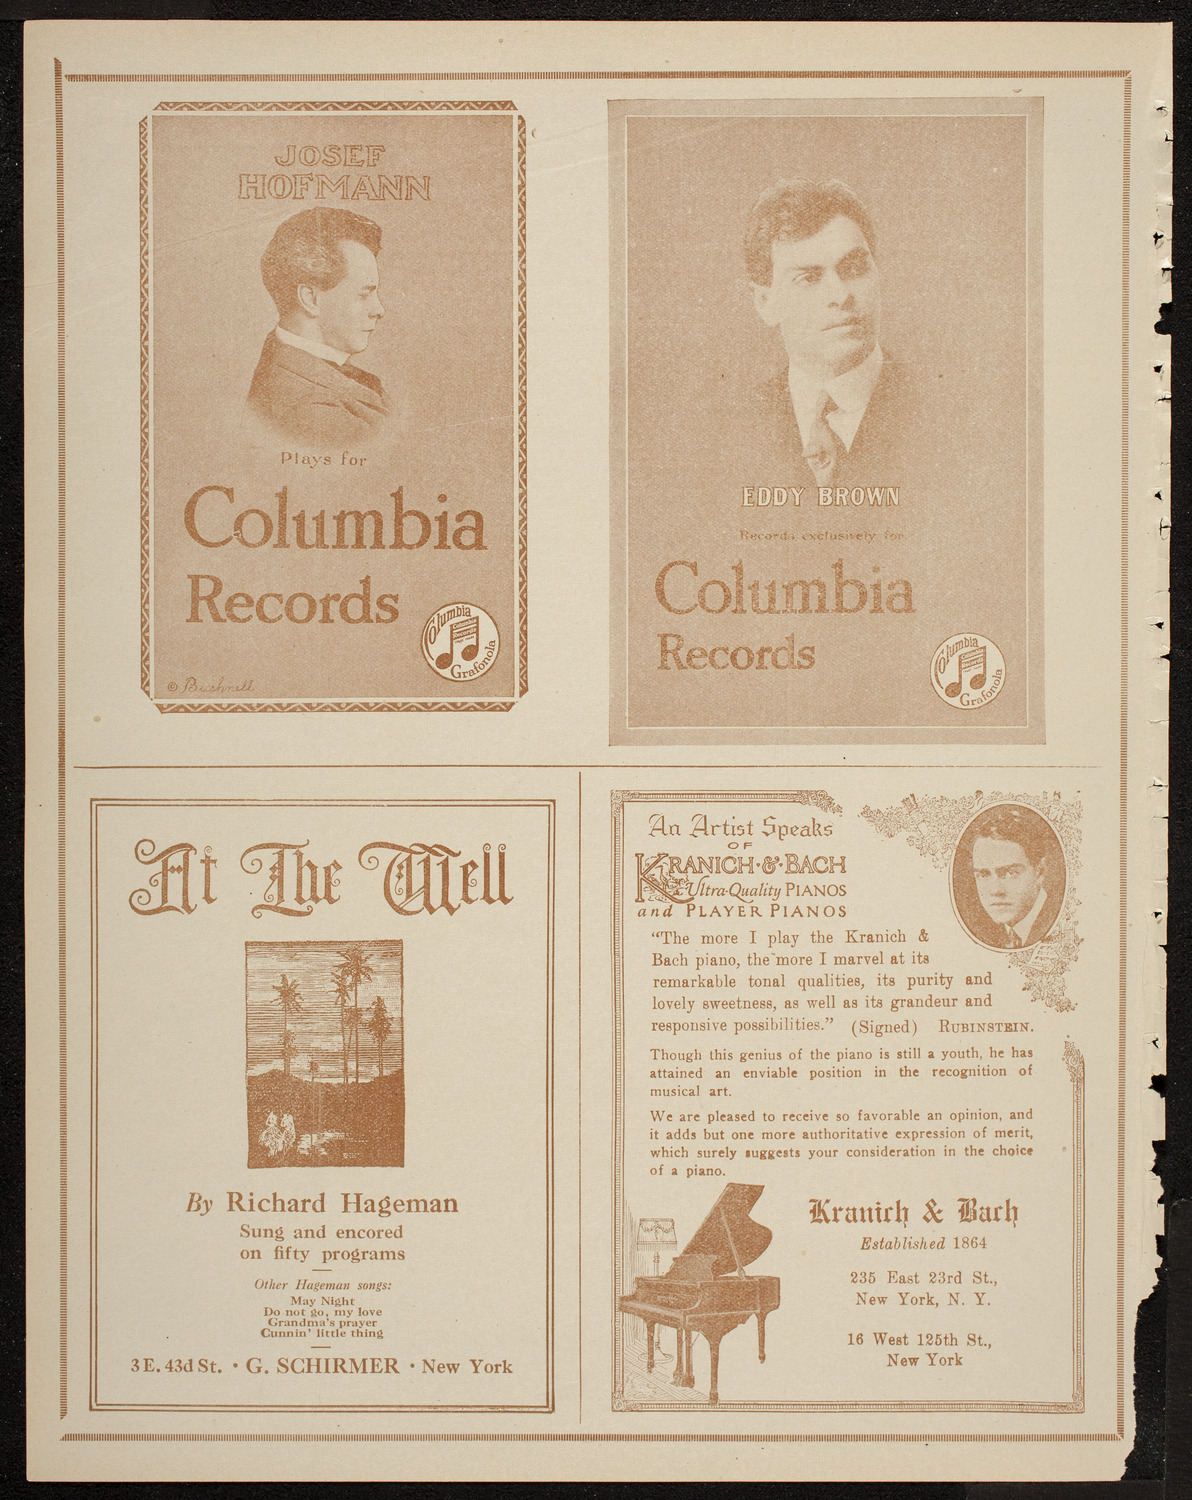 JOSEF
HOFMANN
Plays for
Columbia
Records
Columbia
Grafonola
© Bushnell
EDDY BROWN
Records exclusively for
Columbia
Records
Columbia
Grafonola
At The Well
By Richard Hageman
Sung and encored
on fifty programs
Other Hageman songs:
May Night
Do not go, my love
Grandma's prayer
Cunnin' little thing
3 E. 43d St. · G. SCHIRMER · New York
An Artist Speaks
OF
KRANICH·&·BACH
Ultra-Quality PIANOS
and PLAYER PIANOS
"The more I play the Kranich &
Bach piano, the more I marvel at its
remarkable tonal qualities, its purity and
lovely sweetness, as well as its grandeur and
responsive possibilities." (Signed) RUBINSTEIN.
Though this genius of the piano is still a youth, he has
attained an enviable position in the recognition of
musical art.
We are pleased to receive so favorable an opinion, and
it adds but one more authoritative expression of merit,
which surely suggests your consideration in the choice
of a piano.
Kranich & Bach
Established 1864
235 East 23rd St.,
New York, N. Y.
16 West 125th St.,
New York